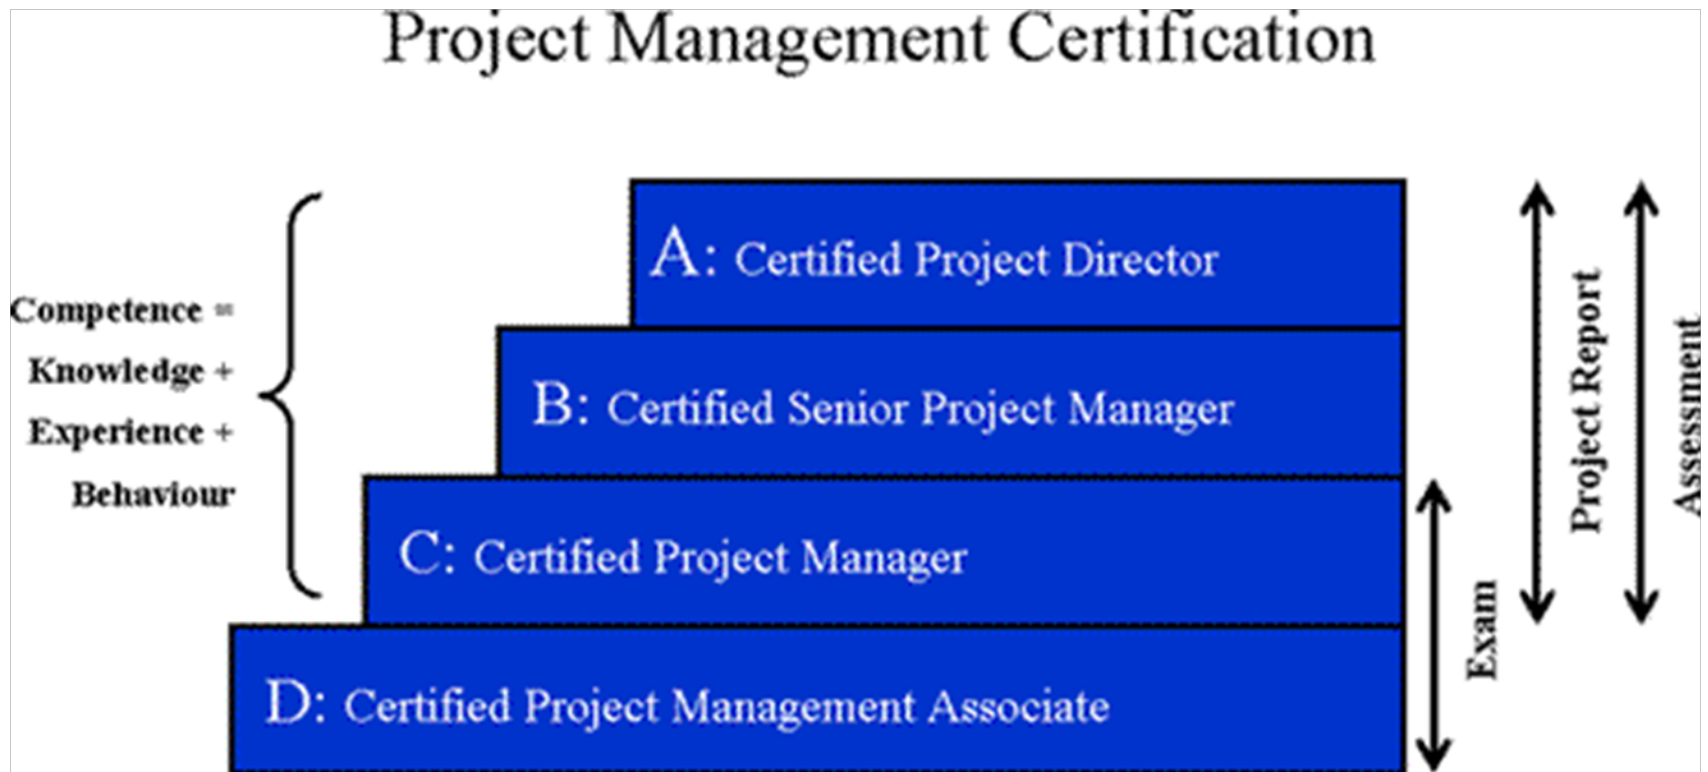 Project Management Certification
A: Certified Project Director
Competence =
Knowledge +
Experience +
Behaviour
B: Certified Senior Project Manager
C: Certified Project Manager
D: Certified Project Management Associate
Exam
Project Report
Assessment